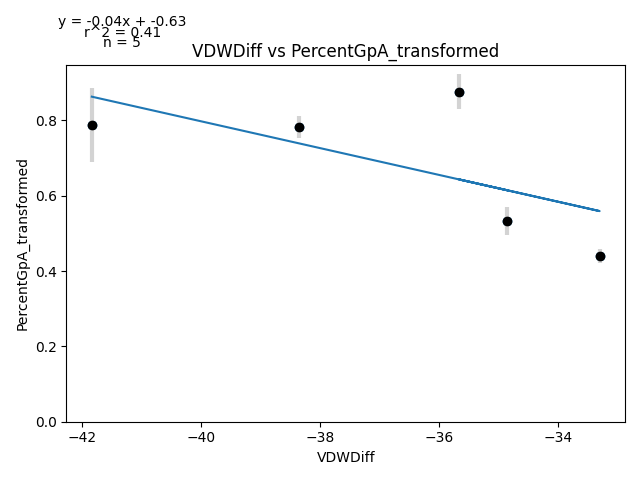 y = -0.04x + -0.63
r^2 = 0.41
n = 5
VDWDiff vs PercentGpA_transformed
PercentGpA_transformed
0.8
0.6
0.4
0.2
0.0
−42
−40
−38
−36
−34
VDWDiff